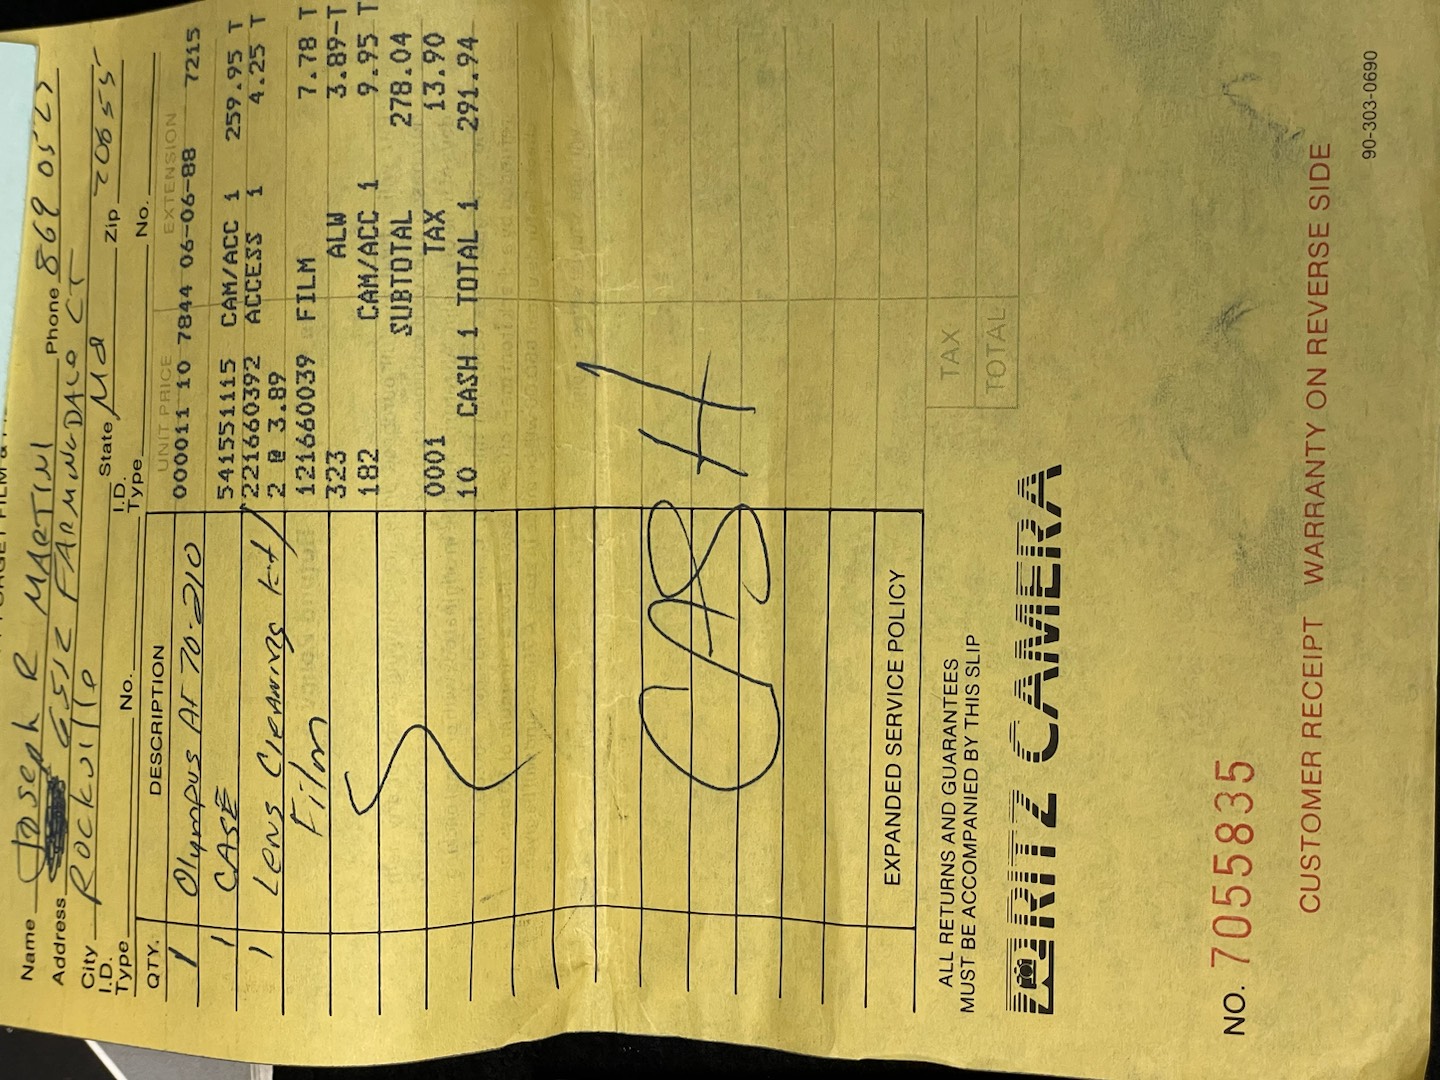 Name Joseph R MARTINI
Address 6512 FARMINGDALE CT Phone 869 0527
City Rockville State Md Zip 20855
I.D. Type No. I.D. Type No.
QTY. DESCRIPTION UNIT PRICE EXTENSION
000011 10 7844 06-06-88 7215
1 Olympus AF 70-210
541551115 CAM/ACC 1 259.95 T
1 CASE
221660392 ACCESS 1 4.25 T
2 @ 3.89
1 Lens Cleaning kit
121660039 FILM 7.78 T
Film
323 ALW 3.89-T
182 CAM/ACC 1 9.95 T
SUBTOTAL 278.04
0001 TAX 13.90
10 CASH 1 TOTAL 1 291.94
CASH
EXPANDED SERVICE POLICY
TAX
TOTAL
ALL RETURNS AND GUARANTEES
MUST BE ACCOMPANIED BY THIS SLIP
RITZ CAMERA
NO. 7055835
CUSTOMER RECEIPT WARRANTY ON REVERSE SIDE
90-303-0690